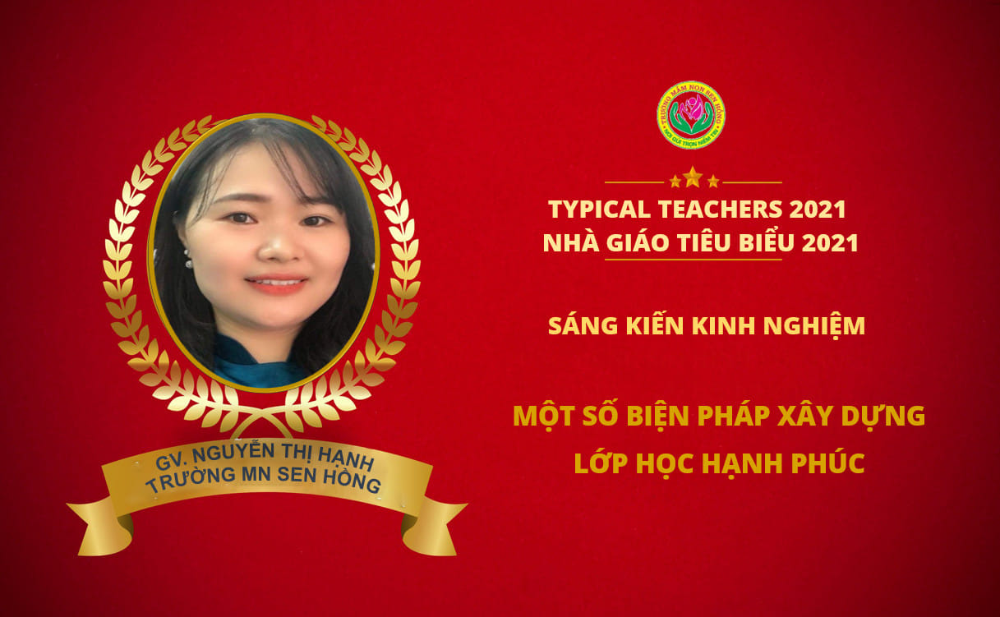 TRƯỜNG MẦM NON SEN HỒNG
NƠI GỬI TRỌN NIỀM TIN
TYPICAL TEACHERS 2021
NHÀ GIÁO TIÊU BIỂU 2021
SÁNG KIẾN KINH NGHIỆM
MỘT SỐ BIỆN PHÁP XÂY DỰNG
LỚP HỌC HẠNH PHÚC
GV. NGUYỄN THỊ HẠNH
TRƯỜNG MN SEN HỒNG